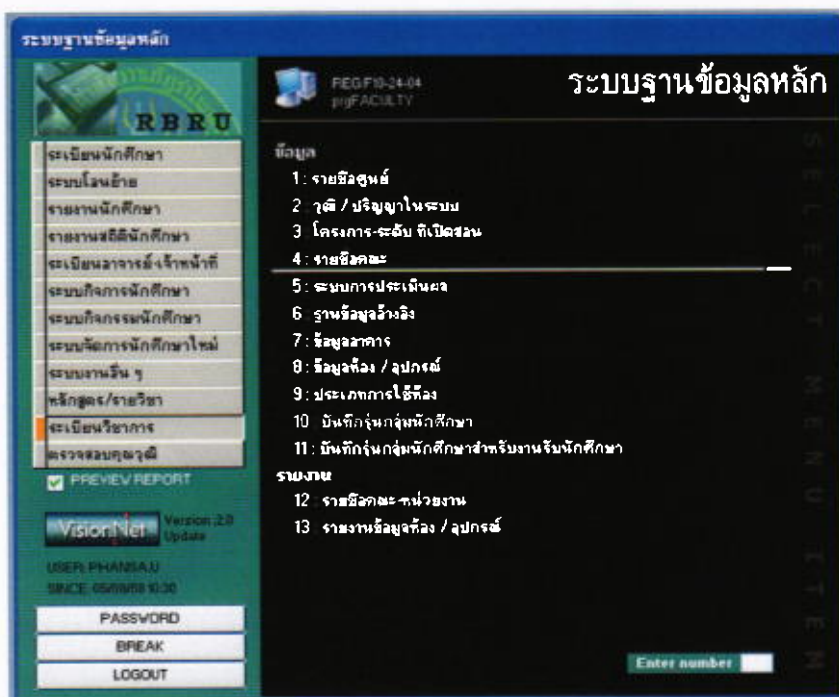 ระบบฐานข้อมูลหลัก
RBRU
ระเบียนนักศึกษา
ระบบโอนย้าย
รายงานนักศึกษา
รายงานสถิตินักศึกษา
ระเบียนอาจารย์-เจ้าหน้าที่
ระบบกิจการนักศึกษา
ระบบกิจกรรมนักศึกษา
ระบบจัดการนักศึกษาใหม่
ระบบงานอื่น ๆ
หลักสูตร/รายวิชา
ระเบียนวิชาการ
ตรวจสอบคุณวุฒิ
PREVIEW REPORT
VisionNet
Version :2.0
Update
USER: PHANSA.U
SINCE: 10:30
PASSWORD
BREAK
LOGOUT
REG.F10-24-04
prgFACULTY
ระบบฐานข้อมูลหลัก
ข้อมูล
1 : รายชื่อศูนย์
2 : วุฒิ / ปริญญาในระบบ
3 : โครงการ-ระดับ ที่เปิดสอน
4 : รายชื่อคณะ
5 : ระบบการประเมินผล
6 : ฐานข้อมูลอ้างอิง
7 : ข้อมูลอาคาร
8 : ข้อมูลห้อง / อุปกรณ์
9 : ประเภทการใช้ห้อง
10 : บันทึกรุ่นกลุ่มนักศึกษา
11 : บันทึกรุ่นกลุ่มนักศึกษาสำหรับงานรับนักศึกษา
รายงาน
12 : รายชื่อคณะ-หน่วยงาน
13 : รายงานข้อมูลห้อง / อุปกรณ์
Enter number
SELECT MENU ITEM